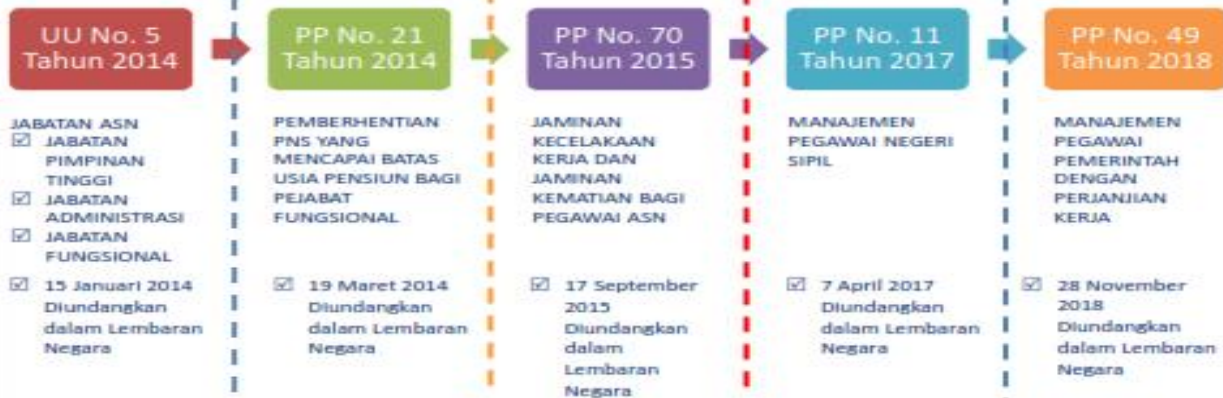 UU No. 5
Tahun 2014
PP No. 21
Tahun 2014
PP No. 70
Tahun 2015
PP No. 11
Tahun 2017
PP No. 49
Tahun 2018
JABATAN ASN
☑ JABATAN
PIMPINAN
TINGGI
☑ JABATAN
ADMINISTRASI
☑ JABATAN
FUNGSIONAL
☑ 15 Januari 2014
Diundangkan
dalam Lembaran
Negara
PEMBERHENTIAN
PNS YANG
MENCAPAI BATAS
USIA PENSIUN BAGI
PEJABAT
FUNGSIONAL
☑ 19 Maret 2014
Diundangkan
dalam Lembaran
Negara
JAMINAN
KECELAKAAN
KERJA DAN
JAMINAN
KEMATIAN BAGI
PEGAWAI ASN
☑ 17 September
2015
Diundangkan
dalam
Lembaran
Negara
MANAJEMEN
PEGAWAI NEGERI
SIPIL
☑ 7 April 2017
Diundangkan
dalam Lembaran
Negara
MANAJEMEN
PEGAWAI
PEMERINTAH
DENGAN
PERJANJIAN
KERJA
☑ 28 November
2018
Diundangkan
dalam Lembaran
Negara